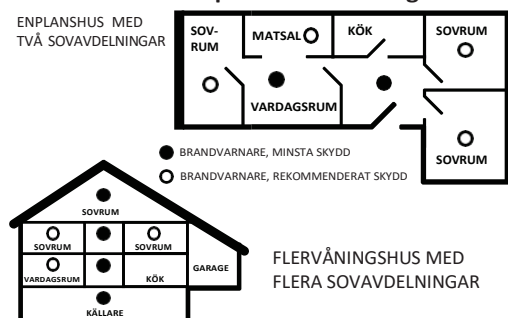 ENPLANSHUS MED
TVÅ SOVAVDELNINGAR
SOV-
RUM
MATSAL
KÖK
SOVRUM
VARDAGSRUM
SOVRUM
BRANDVARNARE, MINSTA SKYDD
BRANDVARNARE, REKOMMENDERAT SKYDD
SOVRUM
SOVRUM
SOVRUM
VARDAGSRUM
KÖK
GARAGE
KÄLLARE
FLERVÅNINGSHUS MED
FLERA SOVAVDELNINGAR